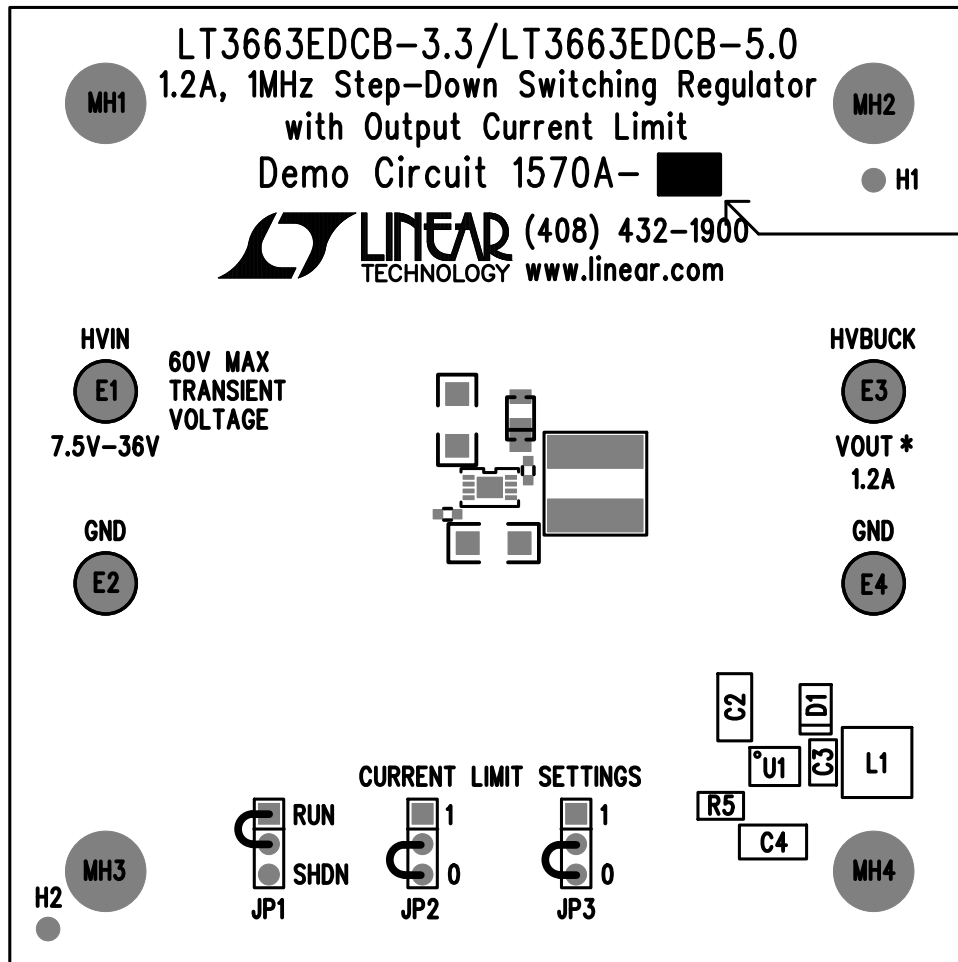 LT3663EDCB-3.3/LT3663EDCB-5.0
1.2A, 1MHz Step-Down Switching Regulator
with Output Current Limit
Demo Circuit 1570A-
MH1
MH2
H1
LINEAR
TECHNOLOGY
(408) 432-1900
www.linear.com
HVIN
E1
7.5V-36V
60V MAX
TRANSIENT
VOLTAGE
HVBUCK
E3
VOUT *
1.2A
GND
E2
GND
E4
C2
D1
U1
C3
L1
R5
C4
CURRENT LIMIT SETTINGS
RUN
SHDN
JP1
1
0
JP2
1
0
JP3
MH3
MH4
H2